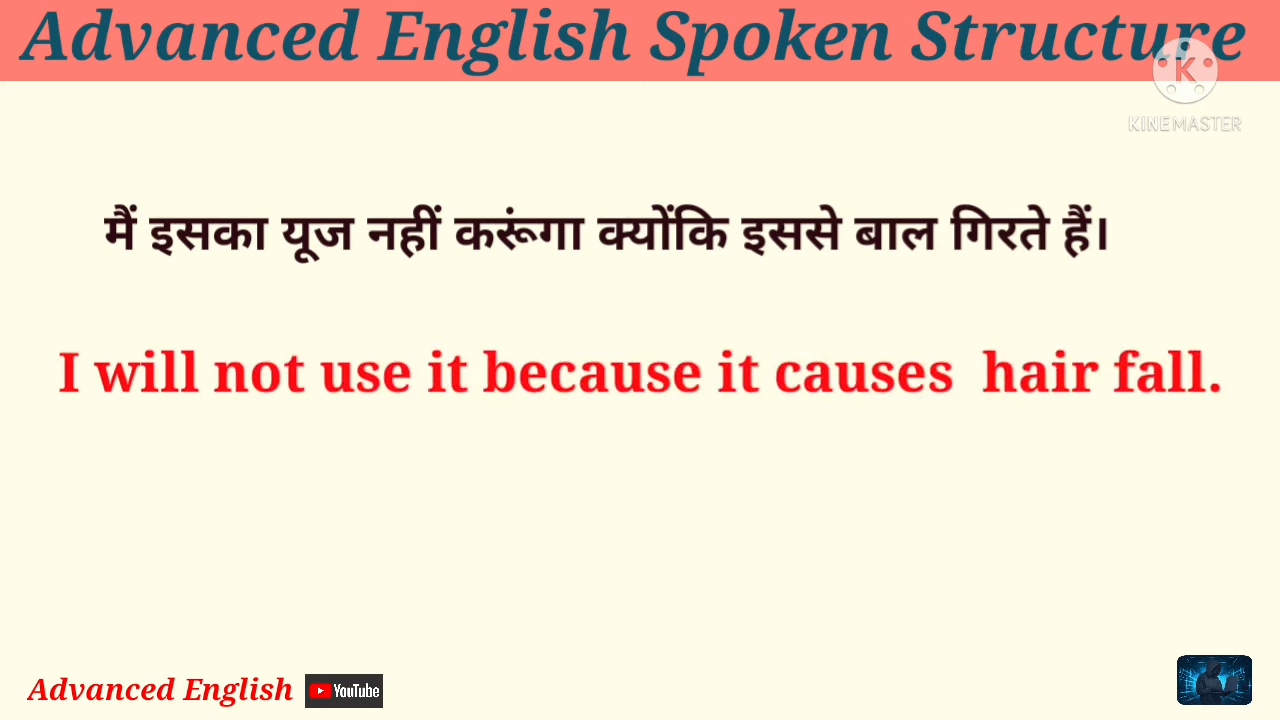 Advanced English Spoken Structure
K
KINEMASTER
मैं इसका यूज नहीं करूंगा क्योंकि इससे बाल गिरते हैं।
I will not use it because it causes hair fall.
Advanced English YouTube